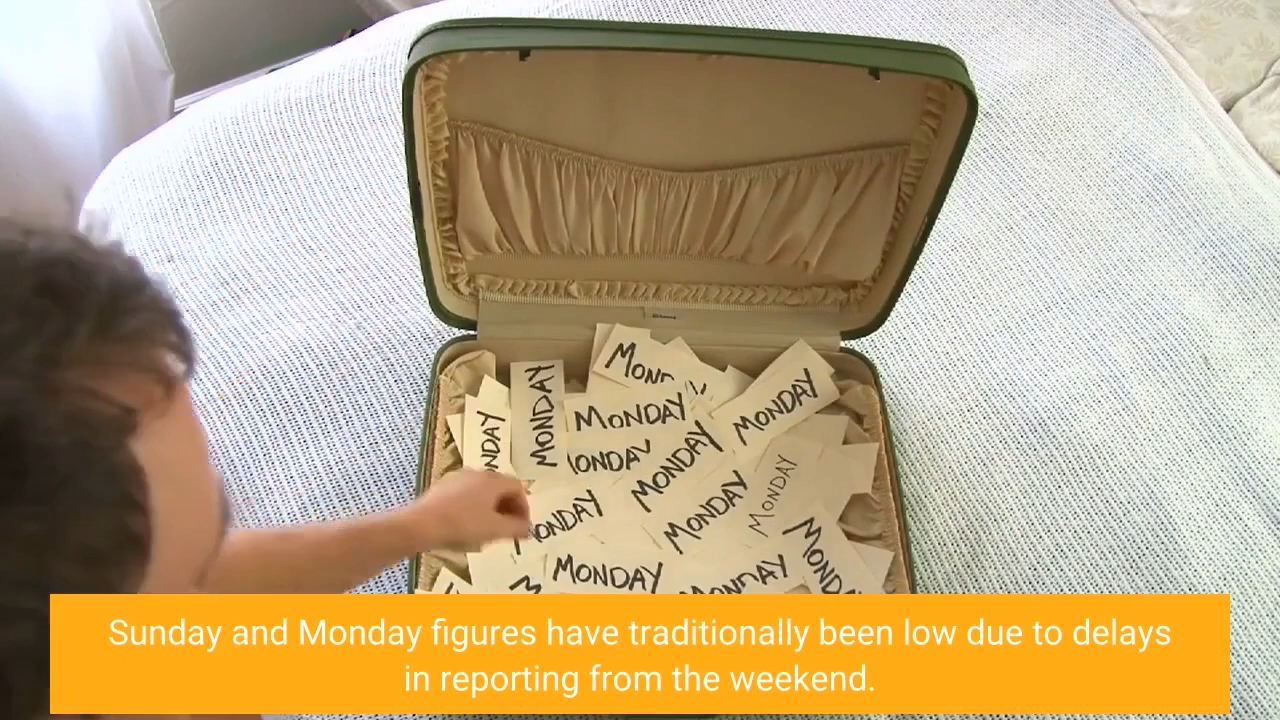 MONDAY
MONDAY
MONDAY
MONDAY
MONDAY
MONDAY
MONDAY
MONDAY
MONDAY
MONDAY
MONDAY
Sunday and Monday figures have traditionally been low due to delays
in reporting from the weekend.